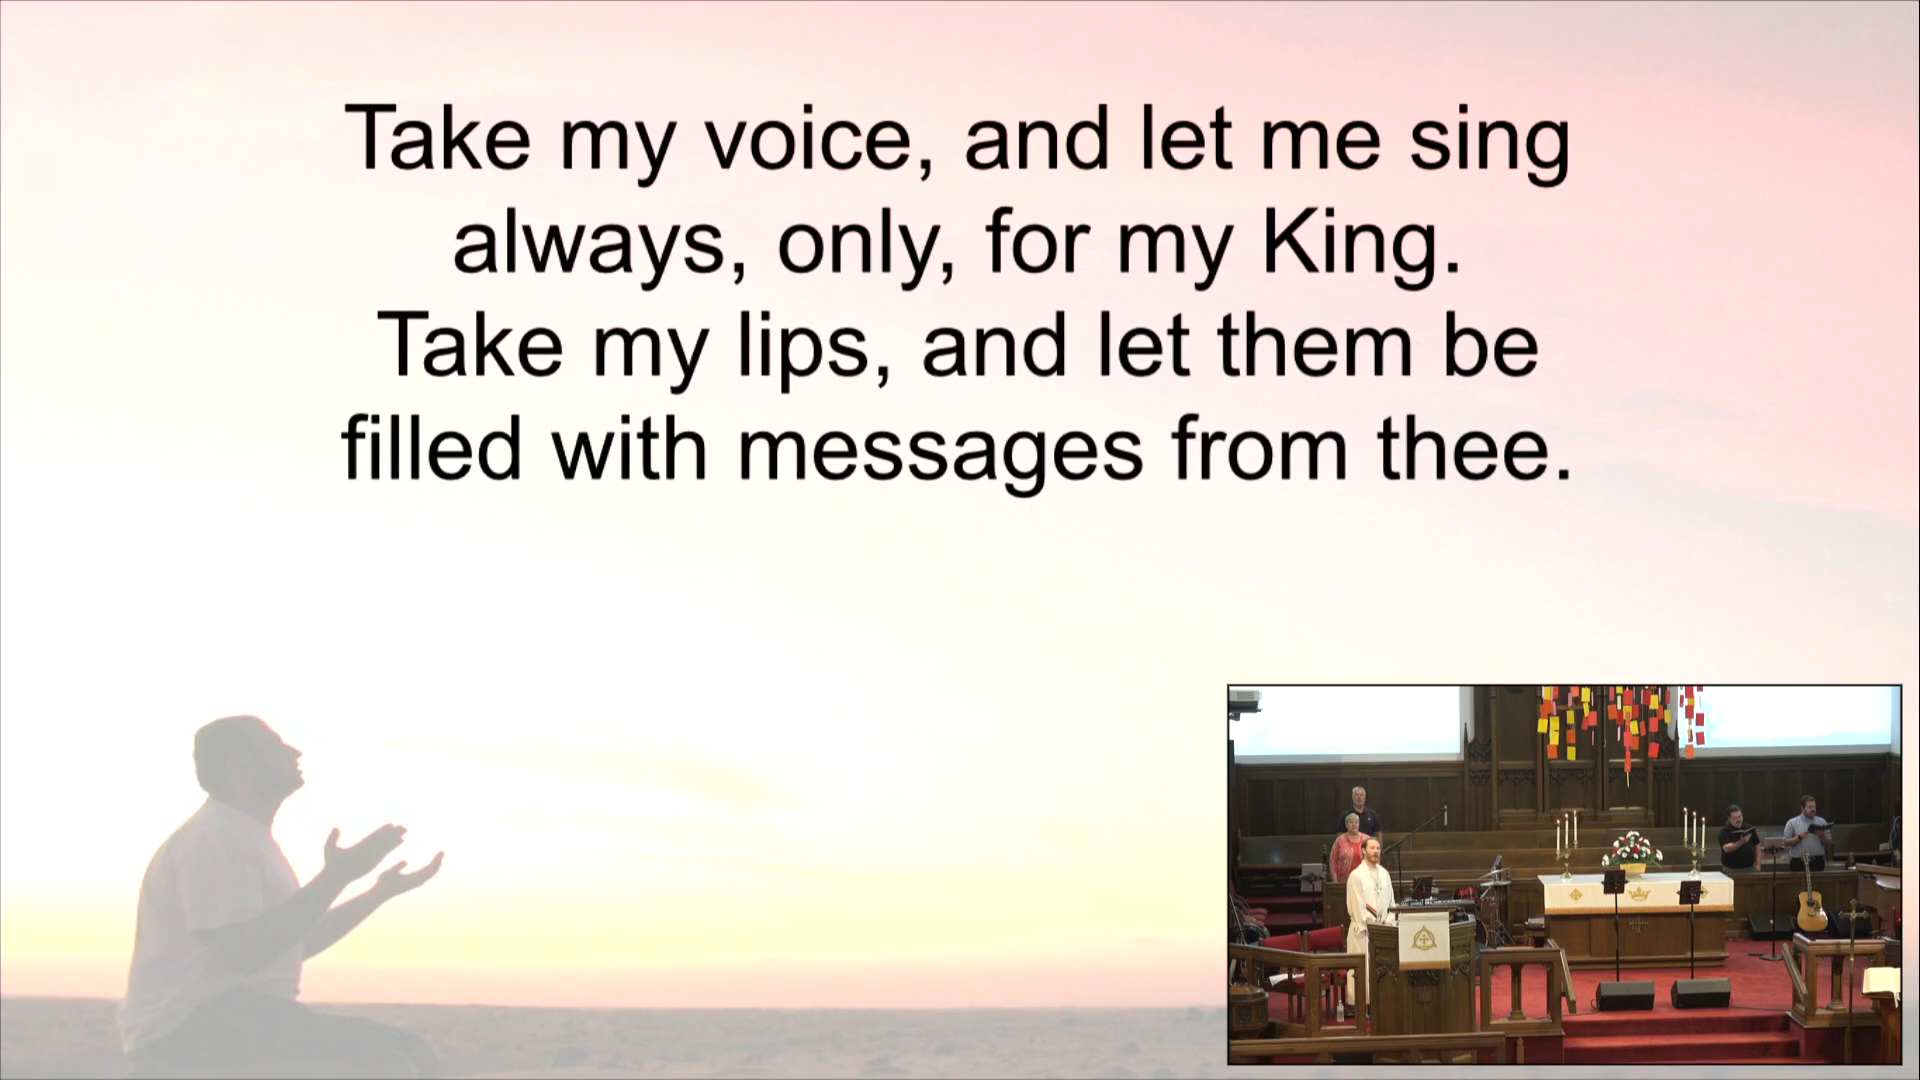 Take my voice, and let me sing
always, only, for my King.
Take my lips, and let them be
filled with messages from thee.